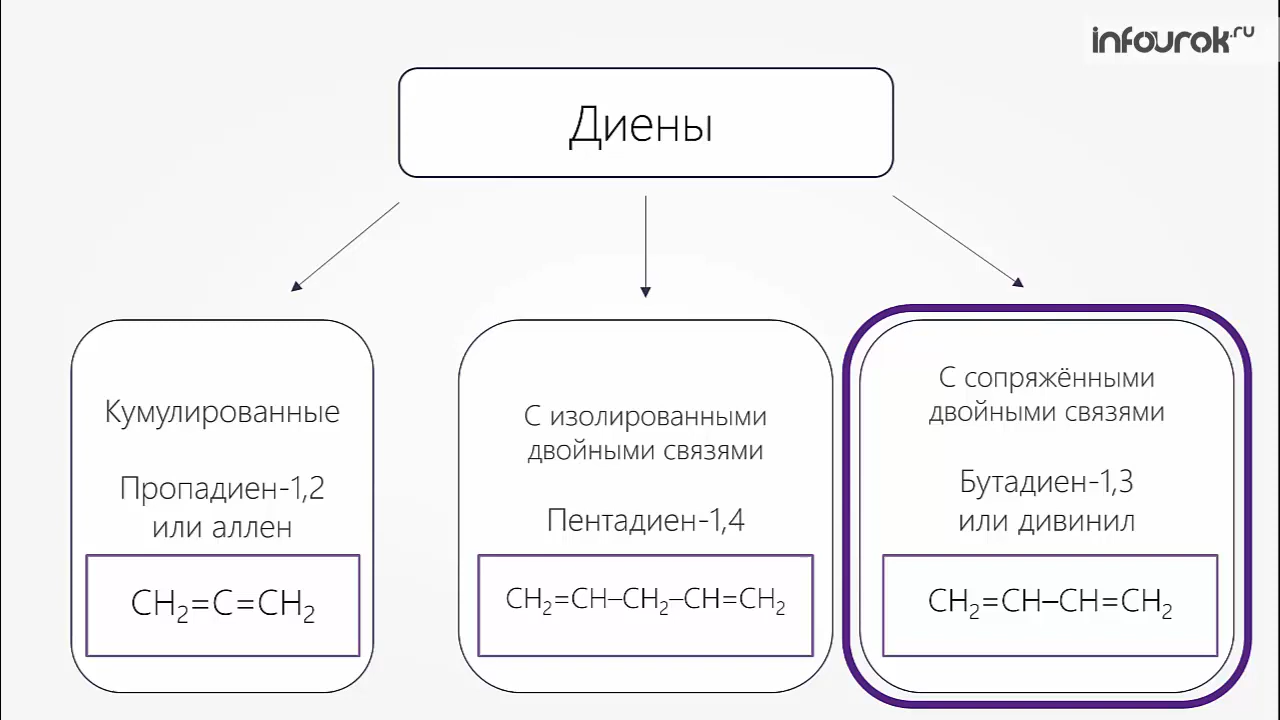 infourok.ru
Диены
Кумулированные
Пропадиен-1,2
или аллен
CH₂=C=CH₂
С изолированными
двойными связями
Пентадиен-1,4
CH₂=CH–CH₂–CH=CH₂
С сопряжёнными
двойными связями
Бутадиен-1,3
или дивинил
CH₂=CH–CH=CH₂